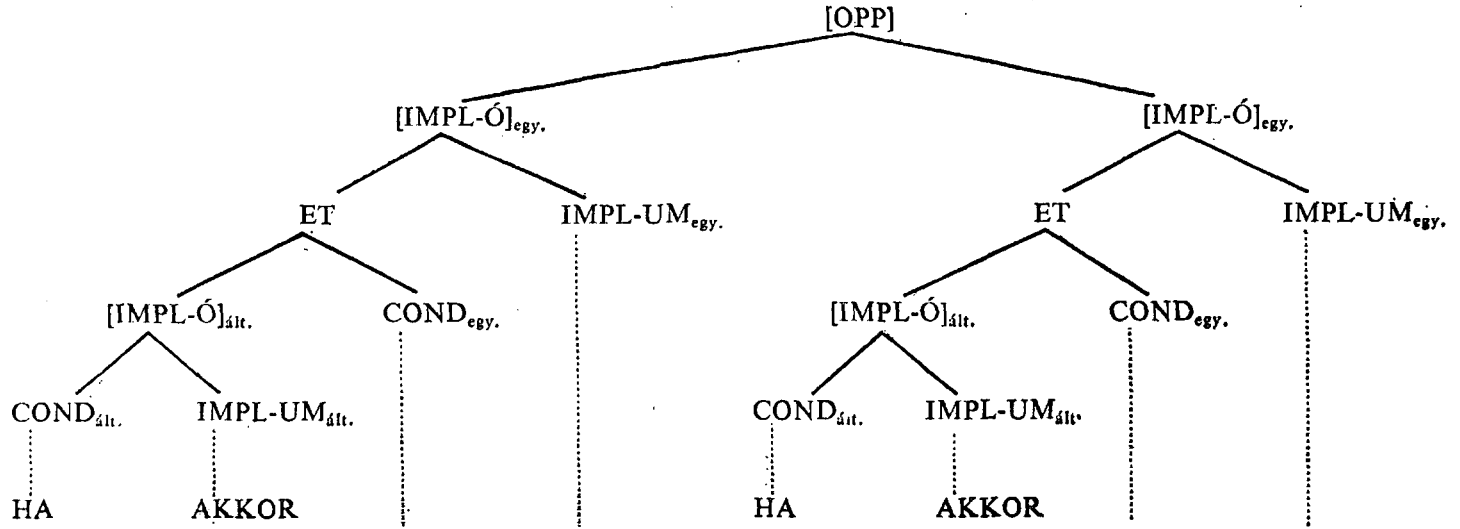 [OPP]
[IMPL-Ó]egy. [IMPL-Ó]egy.
ET IMPL-UMegy. ET IMPL-UMegy.
[IMPL-Ó]ált. CONDegy. [IMPL-Ó]ált. CONDegy.
CONDált. IMPL-UMált. CONDált. IMPL-UMált.
HA AKKOR HA AKKOR